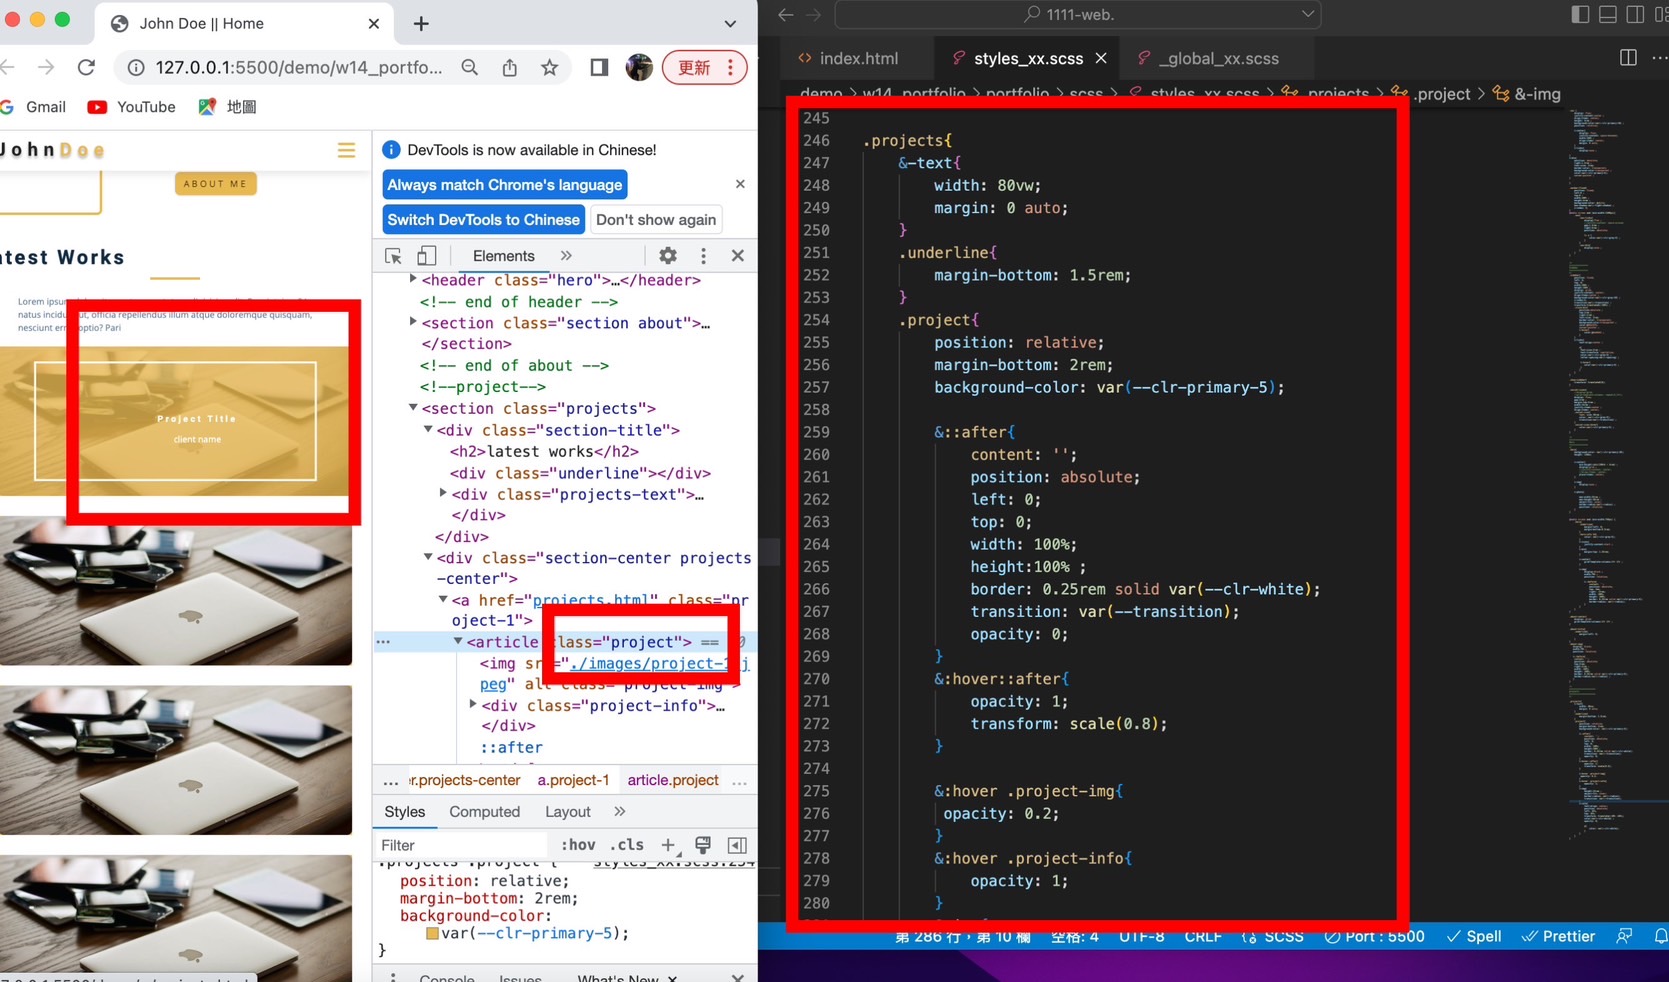 John Doe || Home
127.0.0.1:5500/demo/w14_portfo...
更新
Gmail
YouTube
地圖
JohnDoe
ABOUT ME
atest Works
Lorem ipsum
natus incidu ut, officia repellendus illum atque doloremque quisquam,
nesciunt err optio? Pari
Project Title
client name
DevTools is now available in Chinese!
Always match Chrome's language
Switch DevTools to Chinese
Don't show again
Elements
<header class="hero">…</header>
<!-- end of header -->
<section class="section about">…
</section>
<!-- end of about -->
<!--project-->
<section class="projects">
<div class="section-title">
<h2>latest works</h2>
<div class="underline"></div>
<div class="projects-text">…
</div>
</div>
<div class="section-center projects
-center">
<a href="projects.html" class="pr
oject-1">
<article class="project"> ==
<img sr ="./images/project-1 j
peg" al class="project-img">
<div class="project-info">…
</div>
::after
... er.projects-center a.project-1 article.project ...
Styles Computed Layout
Filter :hov .cls
.projects .project { styles_xx.scss:254
position: relative;
margin-bottom: 2rem;
background-color:
var(--clr-primary-5);
}
Console Issues What's New
1111-web.
index.html
styles_xx.scss
_global_xx.scss
demo > w14_portfolio > portfolio > scss > styles_xx.scss > .projects > .project > &-img
245
246 .projects{
247 &-text{
248 width: 80vw;
249 margin: 0 auto;
250 }
251 .underline{
252 margin-bottom: 1.5rem;
253 }
254 .project{
255 position: relative;
256 margin-bottom: 2rem;
257 background-color: var(--clr-primary-5);
258
259 &::after{
260 content: '';
261 position: absolute;
262 left: 0;
263 top: 0;
264 width: 100%;
265 height:100% ;
266 border: 0.25rem solid var(--clr-white);
267 transition: var(--transition);
268 opacity: 0;
269 }
270 &:hover::after{
271 opacity: 1;
272 transform: scale(0.8);
273 }
274
275 &:hover .project-img{
276 opacity: 0.2;
277 }
278 &:hover .project-info{
279 opacity: 1;
280 }
第 286 行，第 10 欄 空格: 4 UTF-8 CRLF SCSS Port : 5500 Spell Prettier